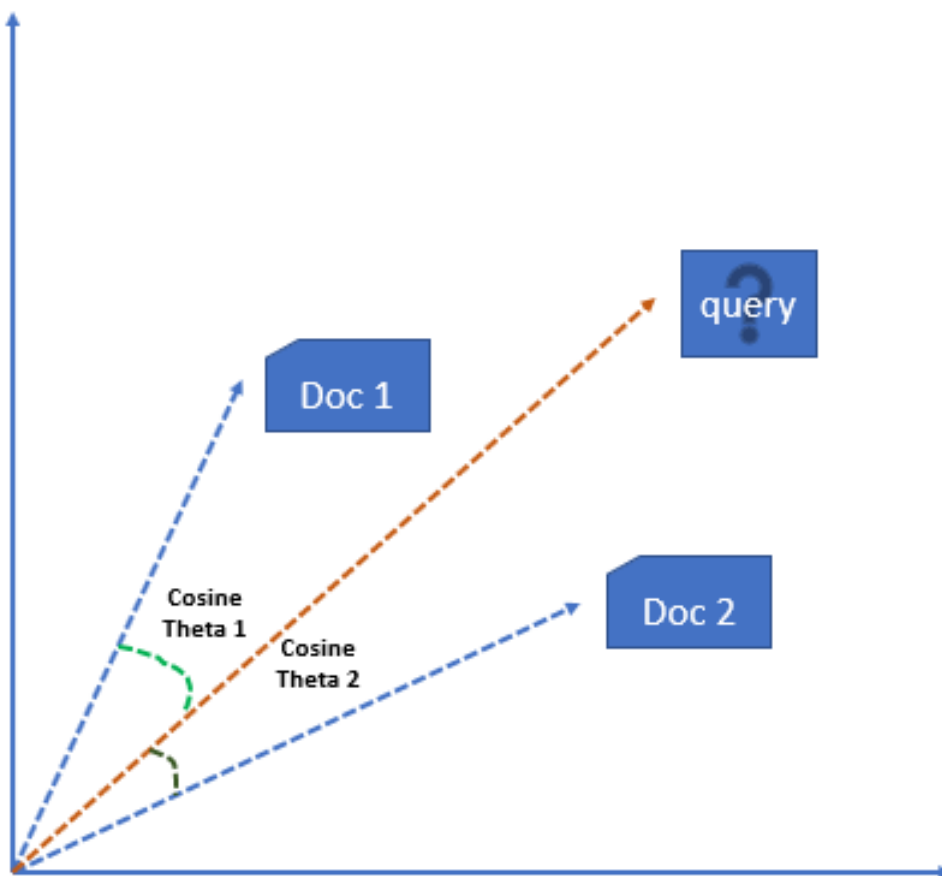 ?
query
Doc 1
Cosine
Theta 1
Cosine
Theta 2
Doc 2